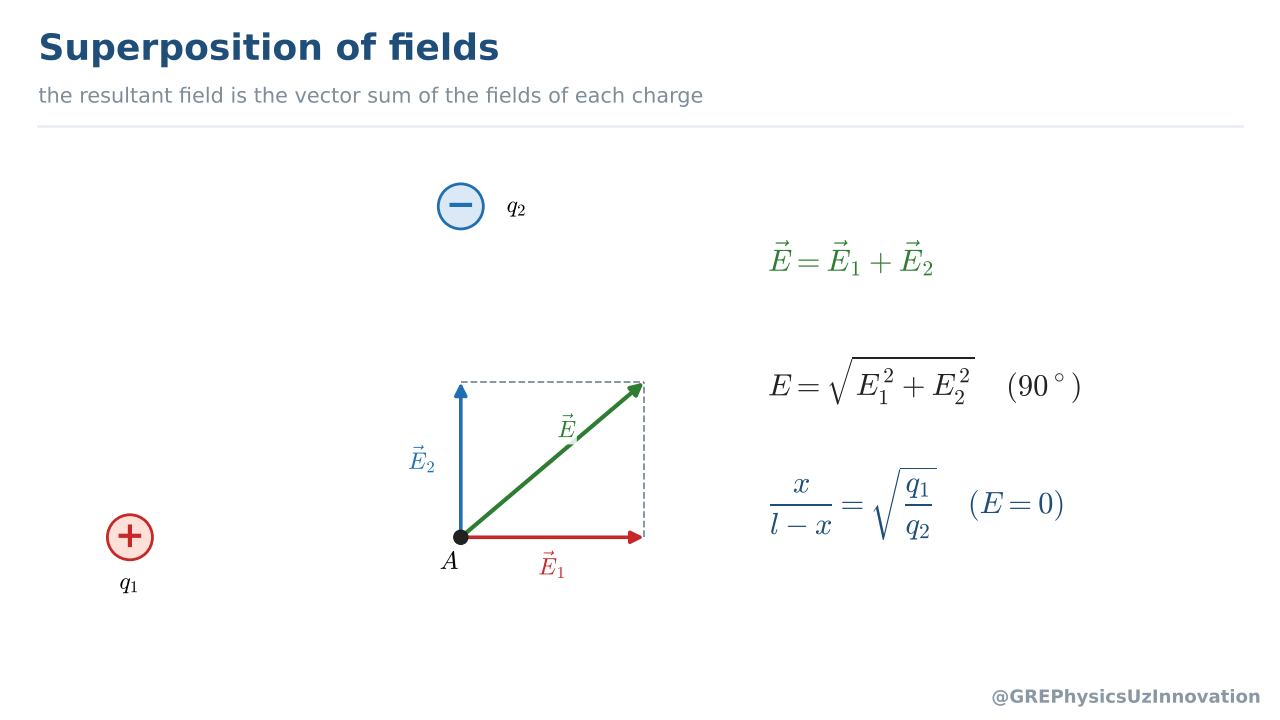 Superposition of fields
the resultant field is the vector sum of the fields of each charge
−
q₂
E⃗ = E⃗₁ + E⃗₂
E = √(E₁² + E₂²) (90°)
E⃗
E⃗₂
x/(l − x) = √(q₁/q₂) (E = 0)
+
A
E⃗₁
q₁
@GREPhysicsUzInnovation